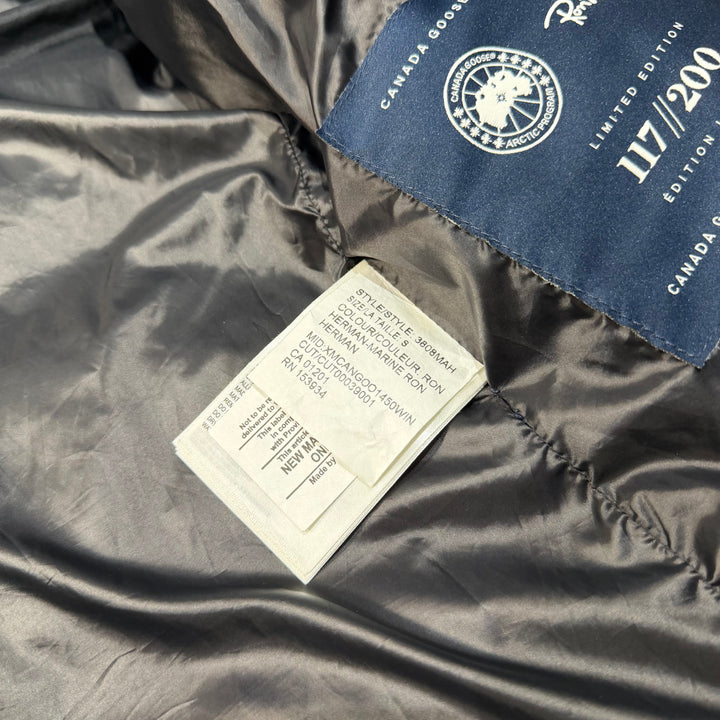 CANADA GOOSE
CANADA GOOSE
ARCTIC PROGRAM
LIMITED EDITION
117//200
ÉDITION
CANADA G
STYLE/STYLE: 3808MAH
SIZE/LA TAILLE: S
COLOUR/COULEUR: RON
HERMAN-MARINE RON
HERMAN
MID:XMCANGOO1450WIN
CUT/CUT00039001
CA 01201
RN 153934
Not to be r
delivered to
This label
in com
with Provi
This article
NEW MA
ON
Made by